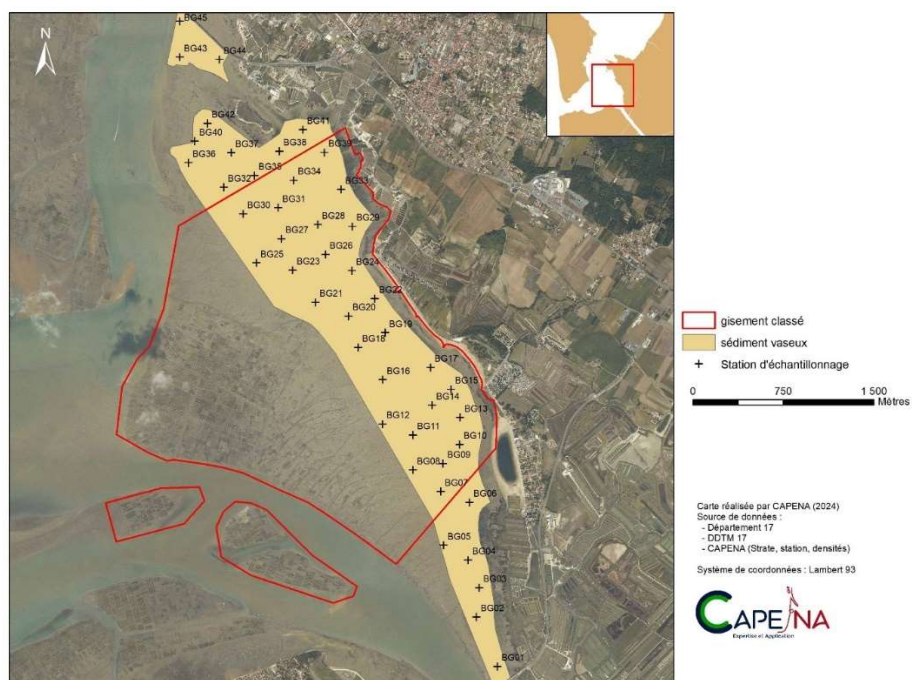 BG45
N
BG43
BG44
BG42
BG41
BG40
BG37
BG38
BG39
BG36
BG35
BG34
BG32
BG33
BG30
BG31
BG28
BG29
BG27
BG26
BG25
BG23
BG24
BG21
BG22
BG20
BG19
BG18
BG17
BG16
BG15
BG14
BG13
BG12
BG11
BG10
BG08
BG09
BG07
BG06
BG05
BG04
BG03
BG02
BG01
gisement classé
sédiment vaseux
Station d'échantillonnage
0 750 1 500
Mètres
Carte réalisée par CAPENA (2024)
Source de données :
- Département 17
- DDTM 17
- CAPENA (Strate, station, densités)
Système de coordonnées : Lambert 93
CAPENA
Expertise et Application